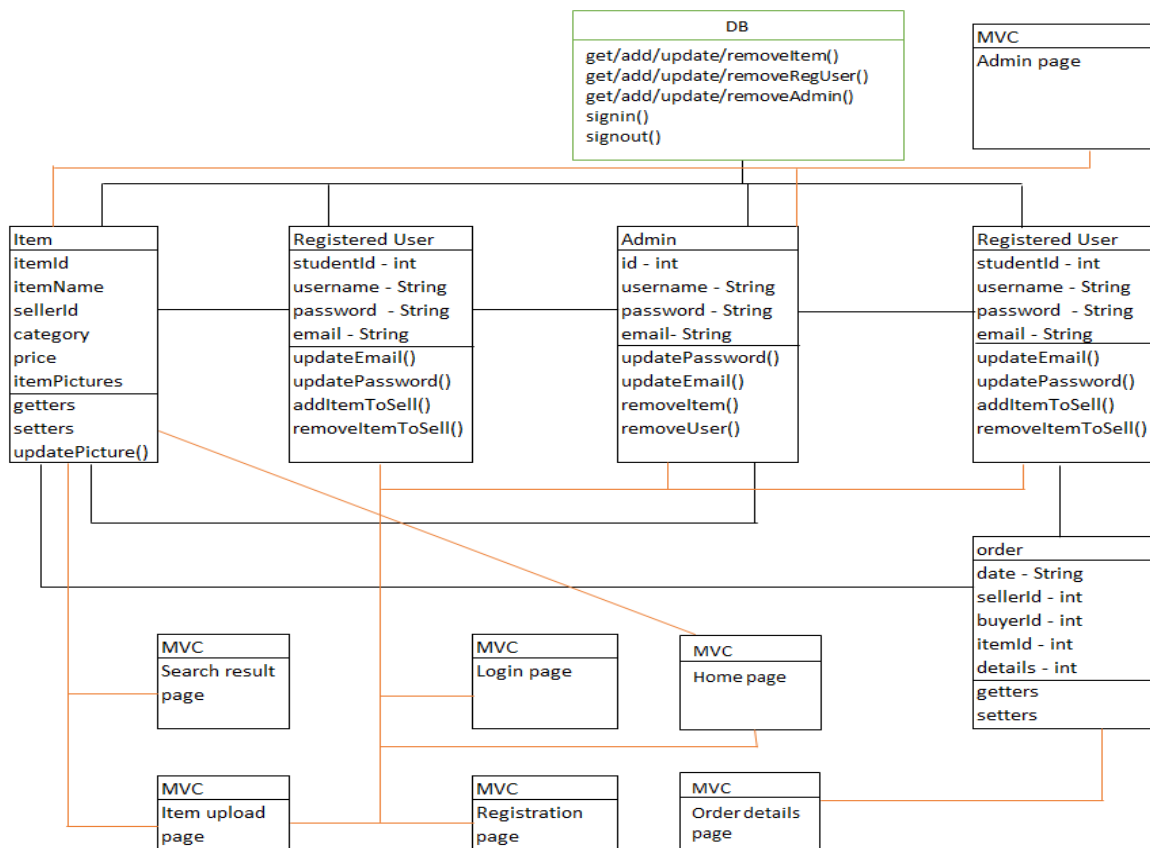 DB
get/add/update/removeItem()
get/add/update/removeRegUser()
get/add/update/removeAdmin()
signin()
signout()
MVC
Admin page
Item
itemId
itemName
sellerId
category
price
itemPictures
getters
setters
updatePicture()
Registered User
studentId - int
username - String
password - String
email - String
updateEmail()
updatePassword()
addItemToSell()
removeItemToSell()
Admin
id - int
username - String
password - String
email- String
updatePassword()
updateEmail()
removeItem()
removeUser()
Registered User
studentId - int
username - String
password - String
email - String
updateEmail()
updatePassword()
addItemToSell()
removeItemToSell()
order
date - String
sellerId - int
buyerId - int
itemId - int
details - int
getters
setters
MVC
Search result
page
MVC
Login page
MVC
Home page
MVC
Item upload
page
MVC
Registration
page
MVC
Order details
page